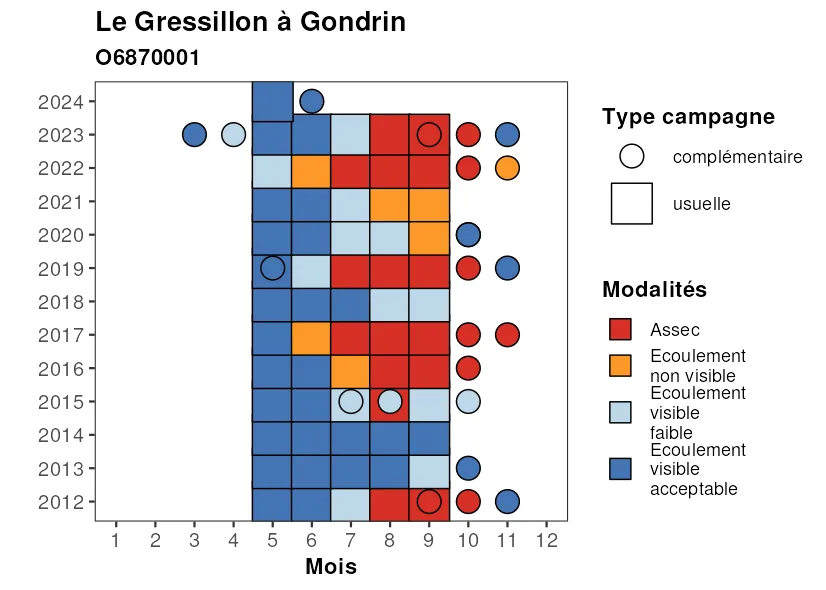 Le Gressillon à Gondrin
O6870001
2024
2023
2022
2021
2020
2019
2018
2017
2016
2015
2014
2013
2012
1 2 3 4 5 6 7 8 9 10 11 12
Mois
Type campagne
complémentaire
usuelle
Modalités
Assec
Ecoulement
non visible
Ecoulement
visible
faible
Ecoulement
visible
acceptable